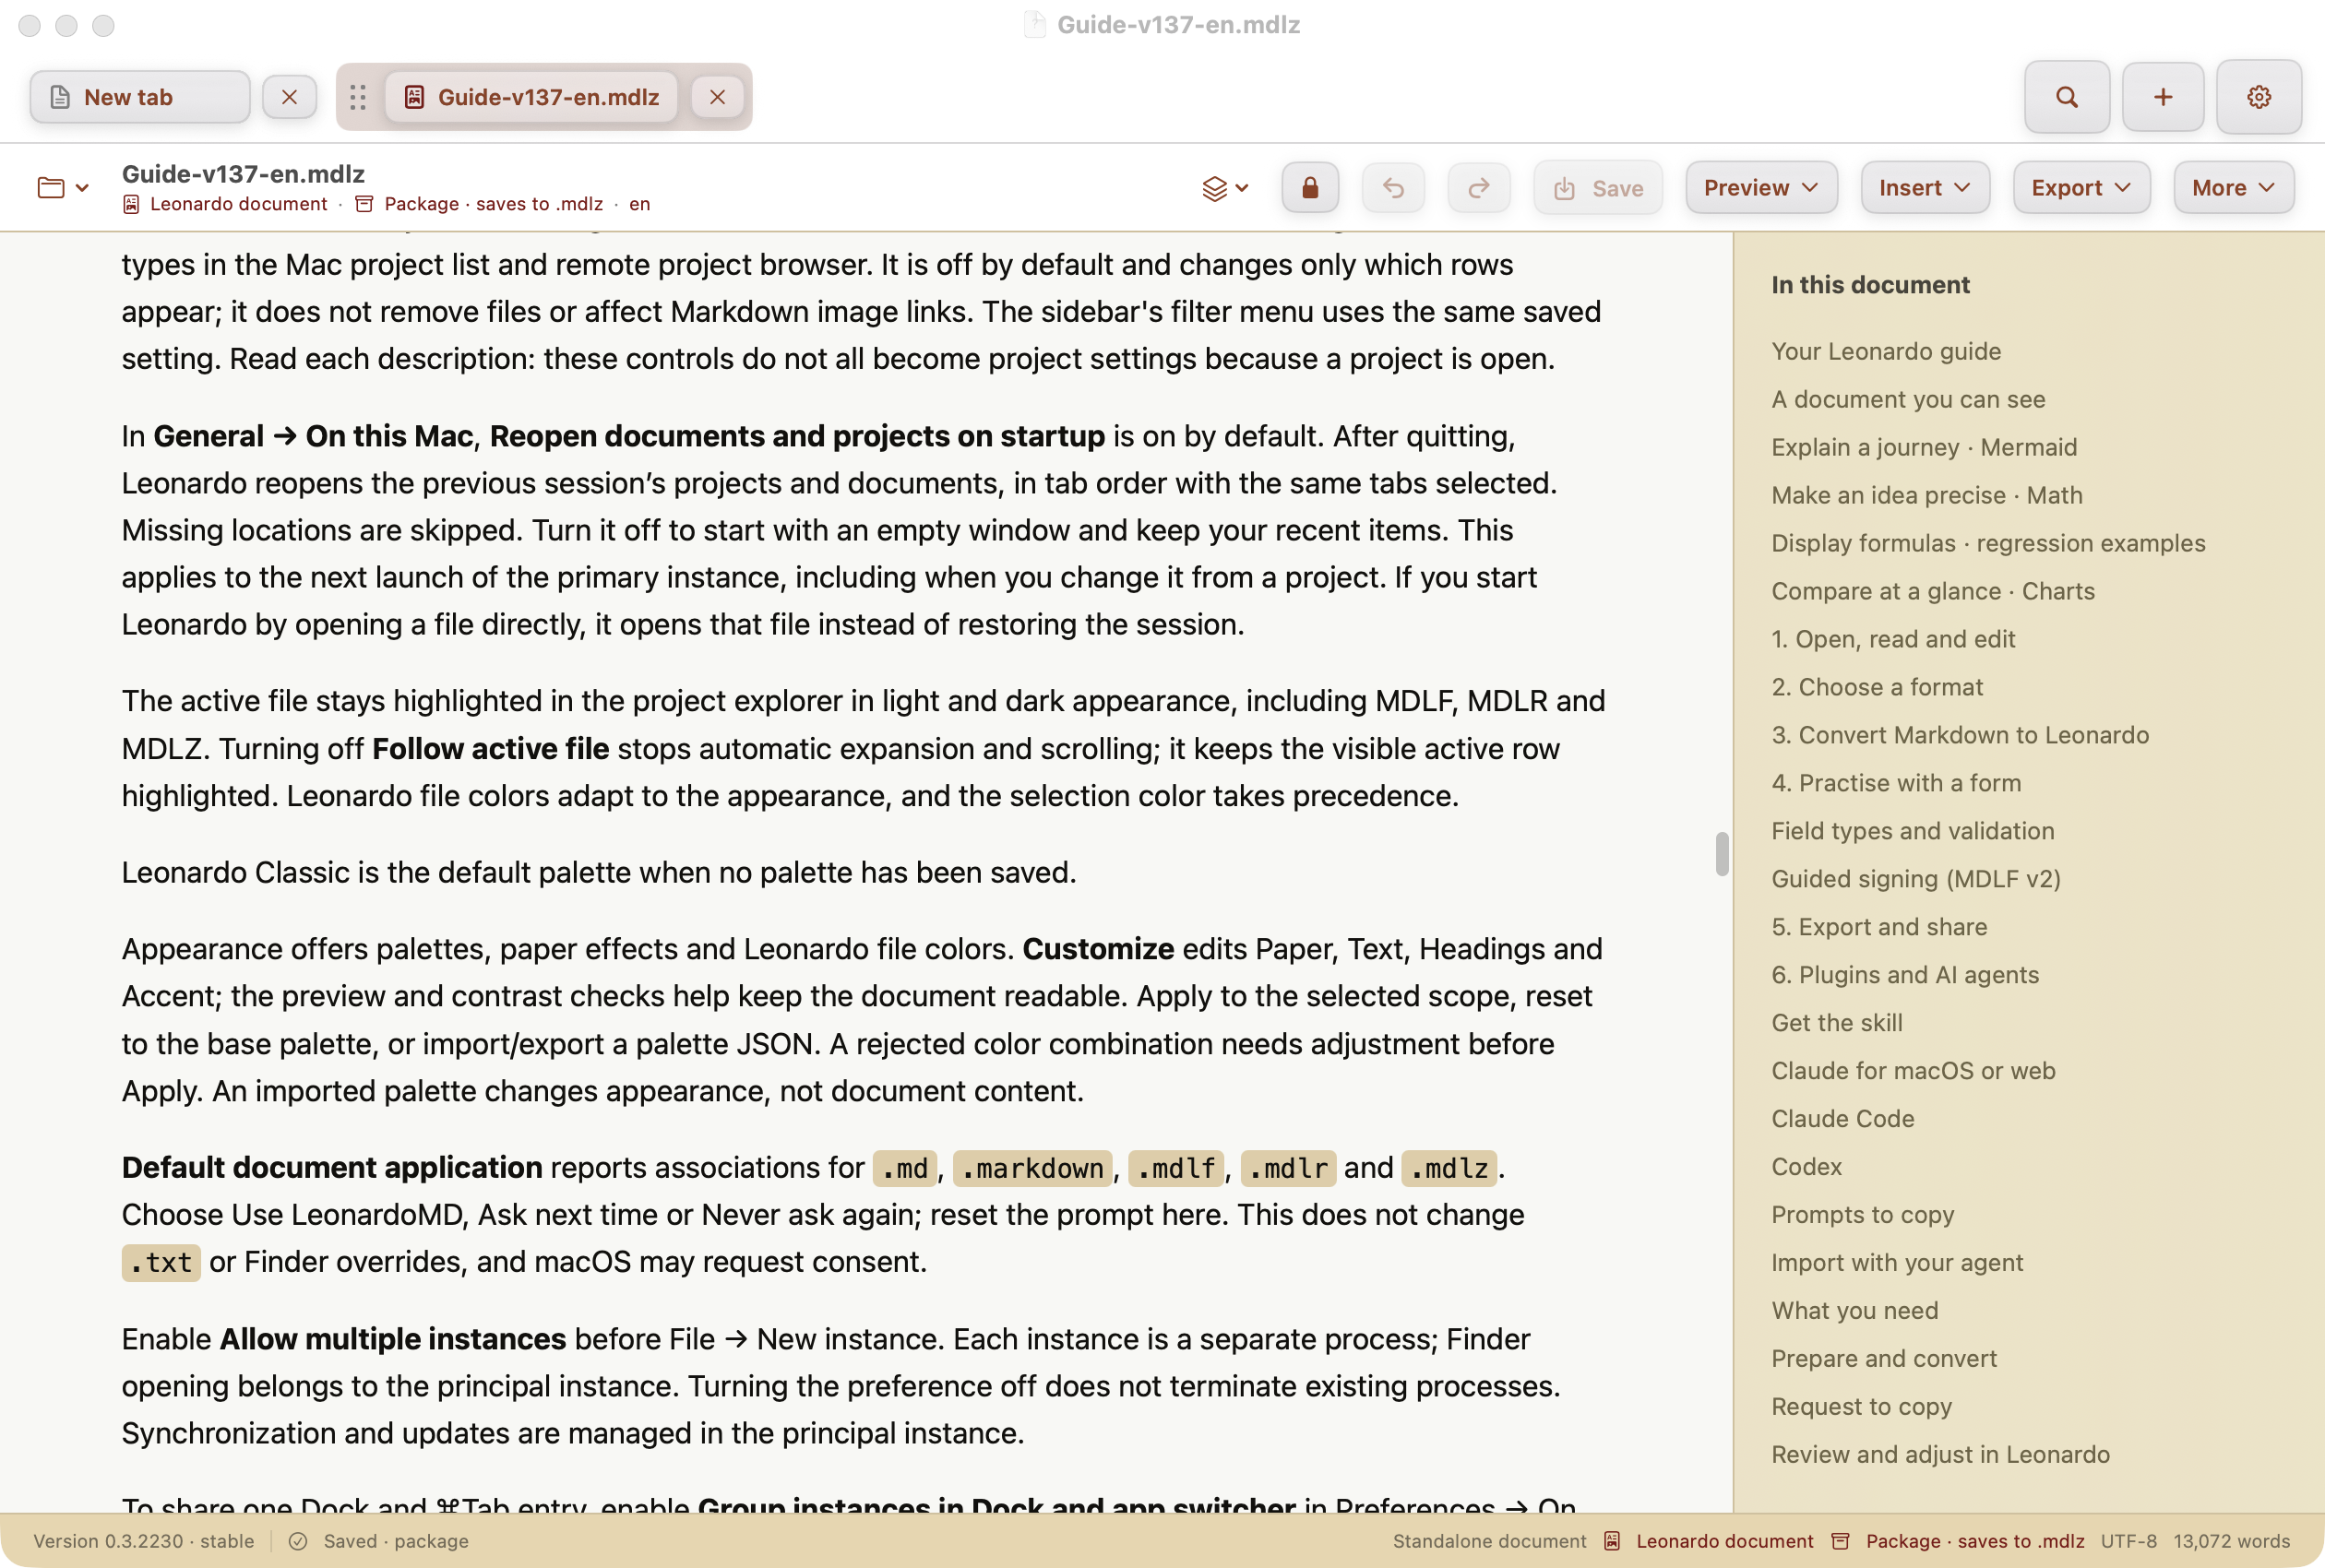 Guide-v137-en.mdlz
New tab
Guide-v137-en.mdlz
Guide-v137-en.mdlz
Leonardo document · Package · saves to .mdlz · en
Save
Preview
Insert
Export
More
types in the Mac project list and remote project browser. It is off by default and changes only which rows
appear; it does not remove files or affect Markdown image links. The sidebar's filter menu uses the same saved
setting. Read each description: these controls do not all become project settings because a project is open.
In General → On this Mac, Reopen documents and projects on startup is on by default. After quitting,
Leonardo reopens the previous session’s projects and documents, in tab order with the same tabs selected.
Missing locations are skipped. Turn it off to start with an empty window and keep your recent items. This
applies to the next launch of the primary instance, including when you change it from a project. If you start
Leonardo by opening a file directly, it opens that file instead of restoring the session.
The active file stays highlighted in the project explorer in light and dark appearance, including MDLF, MDLR and
MDLZ. Turning off Follow active file stops automatic expansion and scrolling; it keeps the visible active row
highlighted. Leonardo file colors adapt to the appearance, and the selection color takes precedence.
Leonardo Classic is the default palette when no palette has been saved.
Appearance offers palettes, paper effects and Leonardo file colors. Customize edits Paper, Text, Headings and
Accent; the preview and contrast checks help keep the document readable. Apply to the selected scope, reset
to the base palette, or import/export a palette JSON. A rejected color combination needs adjustment before
Apply. An imported palette changes appearance, not document content.
Default document application reports associations for .md, .markdown, .mdlf, .mdlr and .mdlz.
Choose Use LeonardoMD, Ask next time or Never ask again; reset the prompt here. This does not change
.txt or Finder overrides, and macOS may request consent.
Enable Allow multiple instances before File → New instance. Each instance is a separate process; Finder
opening belongs to the principal instance. Turning the preference off does not terminate existing processes.
Synchronization and updates are managed in the principal instance.
To share one Dock and ⌘Tab entry, enable Group instances in Dock and app switcher in Preferences → On
In this document
Your Leonardo guide
A document you can see
Explain a journey · Mermaid
Make an idea precise · Math
Display formulas · regression examples
Compare at a glance · Charts
1. Open, read and edit
2. Choose a format
3. Convert Markdown to Leonardo
4. Practise with a form
Field types and validation
Guided signing (MDLF v2)
5. Export and share
6. Plugins and AI agents
Get the skill
Claude for macOS or web
Claude Code
Codex
Prompts to copy
Import with your agent
What you need
Prepare and convert
Request to copy
Review and adjust in Leonardo
Version 0.3.2230 · stable
Saved · package
Standalone document
Leonardo document
Package · saves to .mdlz
UTF-8
13,072 words